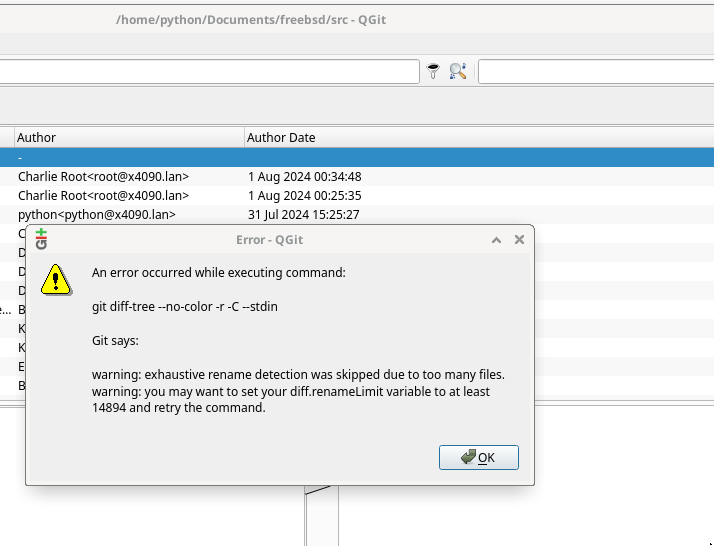 /home/python/Documents/freebsd/src - QGit
Author Author Date
-
Charlie Root<root@x4090.lan> 1 Aug 2024 00:34:48
Charlie Root<root@x4090.lan> 1 Aug 2024 00:25:35
python<python@x4090.lan> 31 Jul 2024 15:25:27
C
D
D
D
e... B
K
K
E
B
Error - QGit
An error occurred while executing command:
git diff-tree --no-color -r -C --stdin
Git says:
warning: exhaustive rename detection was skipped due to too many files.
warning: you may want to set your diff.renameLimit variable to at least
14894 and retry the command.
OK